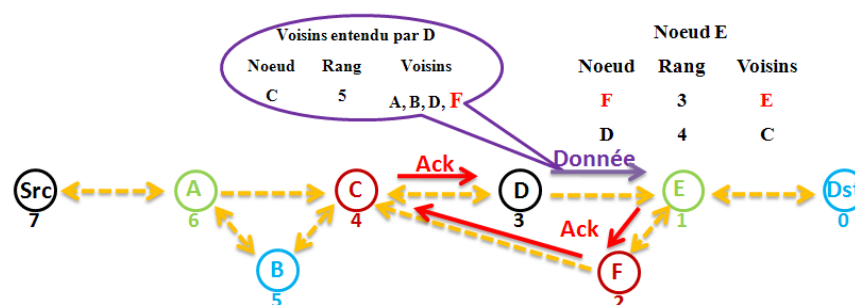 Voisins entendu par D
Noeud Rang Voisins
C 5 A, B, D, F
Noeud E
Noeud Rang Voisins
F 3 E
D 4 C
Ack
Donnée
Src
7
A
6
C
4
D
3
E
1
Dst
0
Ack
B
5
F
2